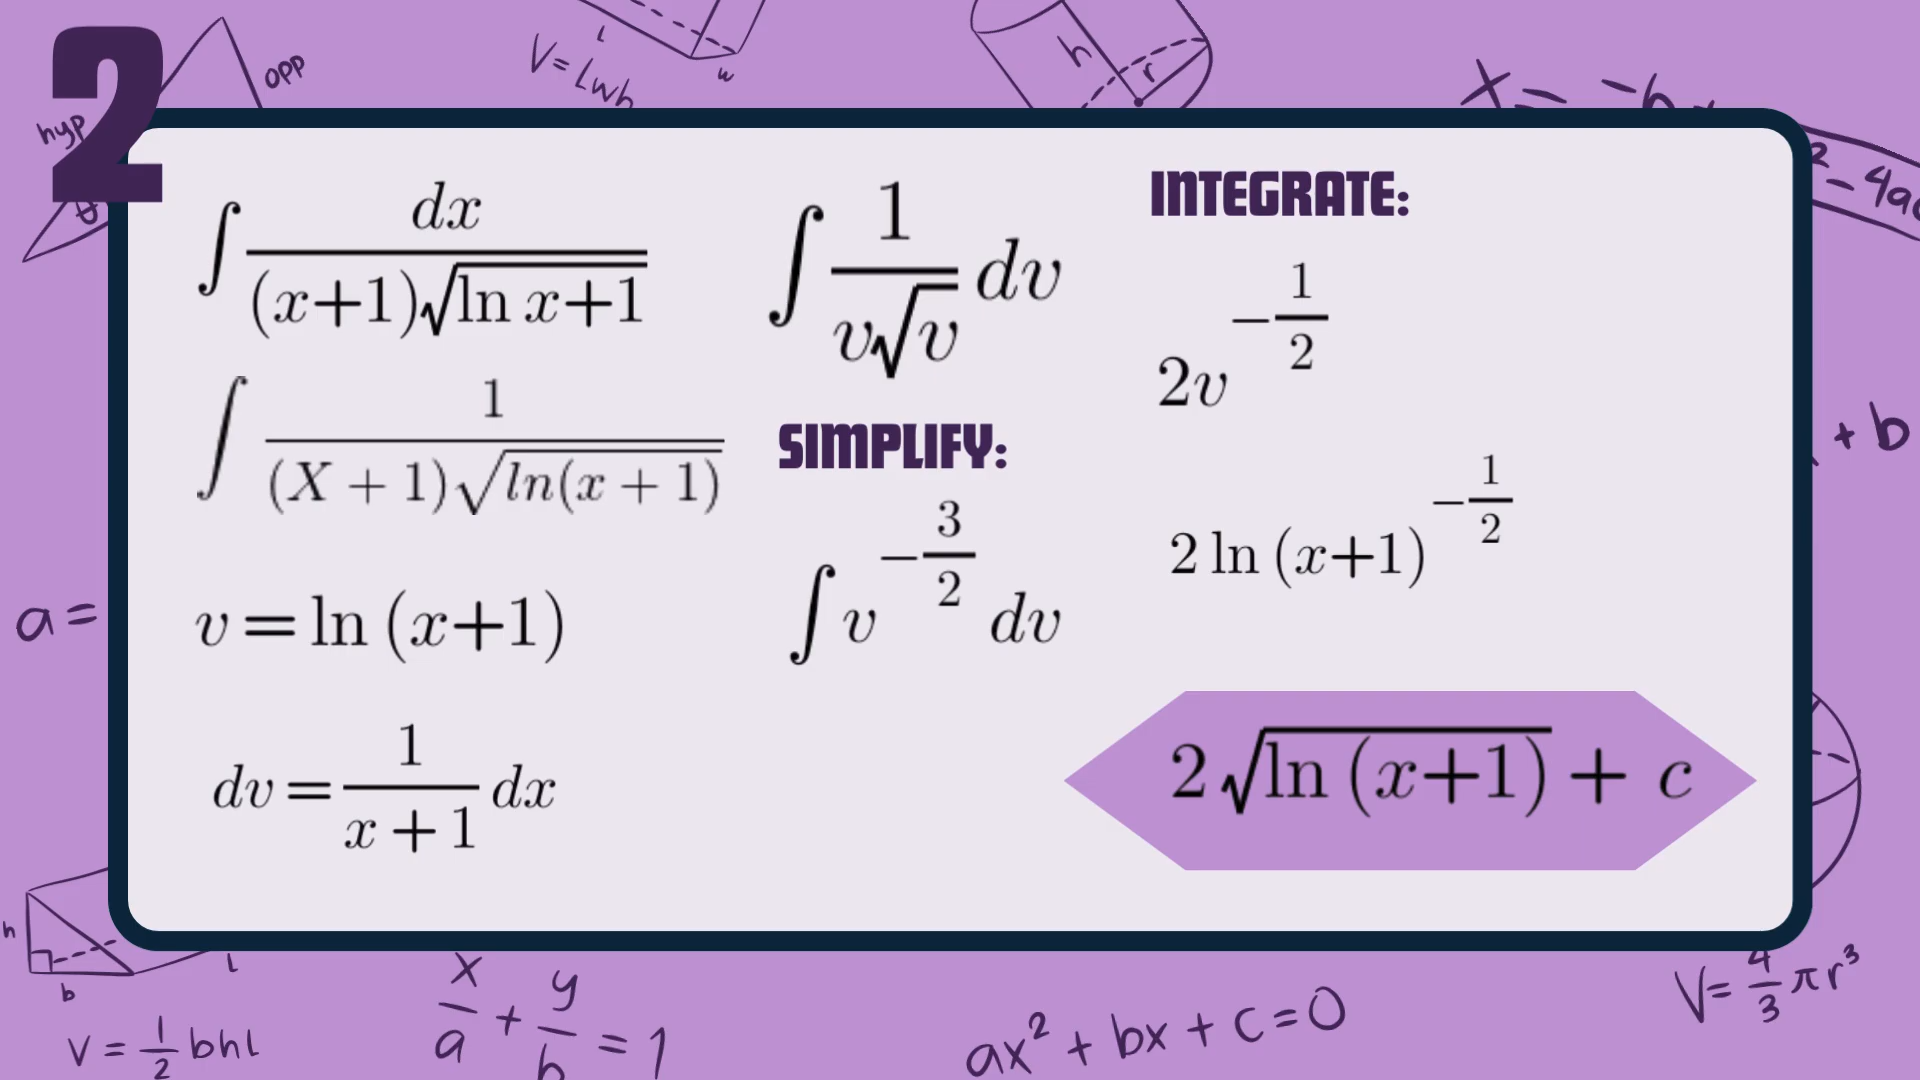 2
opp
hyp
θ
V = Lwh
L
w
h
r
x = -b +
2 - 4ac
∫ dx / (x+1)√ln x+1
∫ 1 / (X + 1)√ln(x + 1)
v = ln (x+1)
dv = 1 / x + 1 dx
∫ 1 / v√v dv
SIMPLIFY:
∫ v^-3/2 dv
INTEGRATE:
2v^-1/2
2 ln (x+1)^-1/2
2 √ln (x+1) + c
a =
+ b
h
b
L
V = 1/2 bhl
x/a + y/b = 1
ax² + bx + c = 0
V = 4/3 πr³